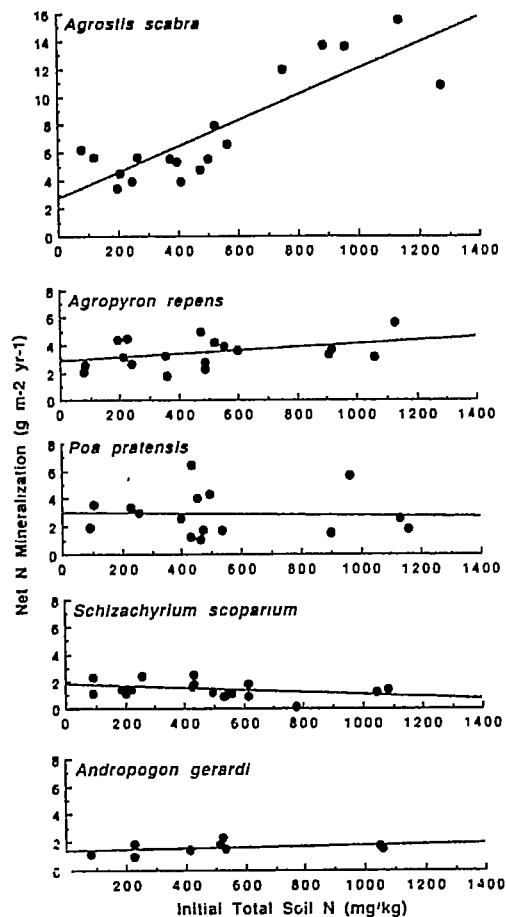 Agrostis scabra
16
14
12
10
8
6
4
2
0
0 200 400 600 800 1000 1200 1400
Agropyron repens
8
6
4
2
0
0 200 400 600 800 1000 1200 1400
Net N Mineralization (g m-2 yr-1)
Poa pratensis
8
6
4
2
0
0 200 400 600 800 1000 1200 1400
Schizachyrium scoparium
8
6
4
2
0
0 200 400 600 800 1000 1200 1400
Andropogon gerardi
8
6
4
2
0
200 400 600 800 1000 1200 1400
Initial Total Soil N (mg/kg)